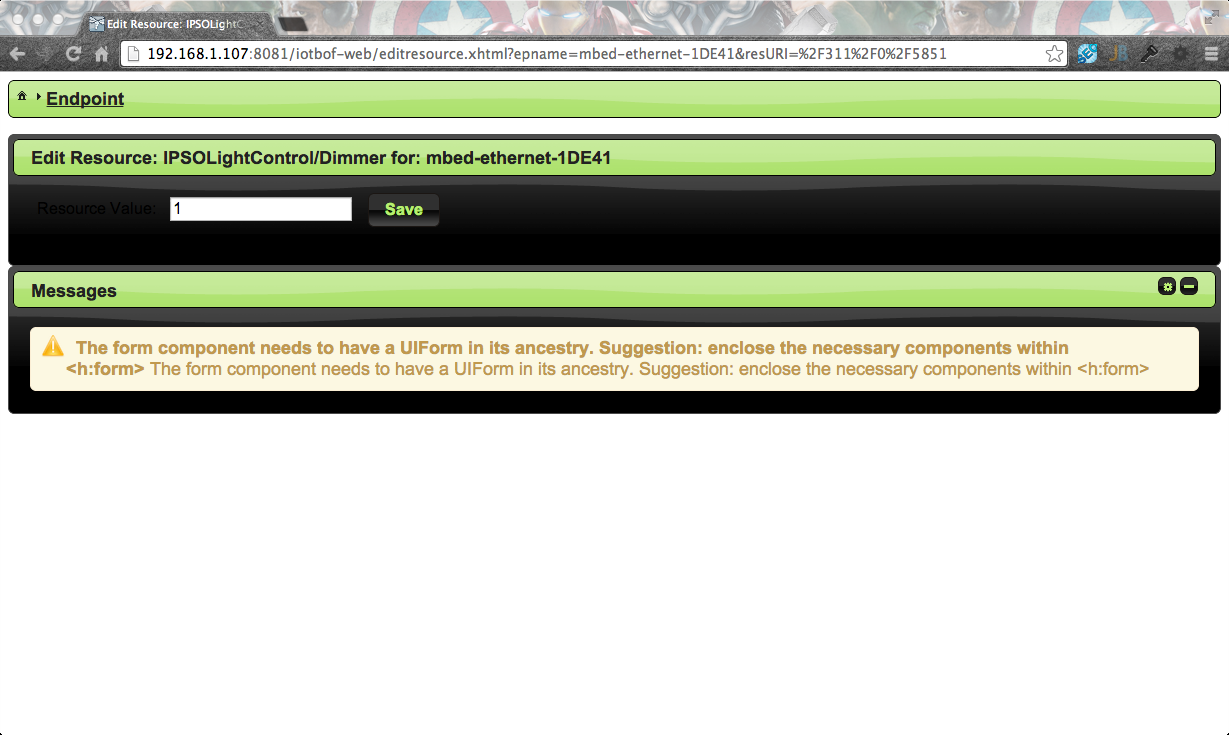 Edit Resource: IPSOLightC
192.168.1.107:8081/iotbof-web/editresource.xhtml?epname=mbed-ethernet-1DE41&resURI=%2F311%2F0%2F5851
JB
Endpoint
Edit Resource: IPSOLightControl/Dimmer for: mbed-ethernet-1DE41
Resource Value: 1 Save
Messages
The form component needs to have a UIForm in its ancestry. Suggestion: enclose the necessary components within
<h:form> The form component needs to have a UIForm in its ancestry. Suggestion: enclose the necessary components within <h:form>